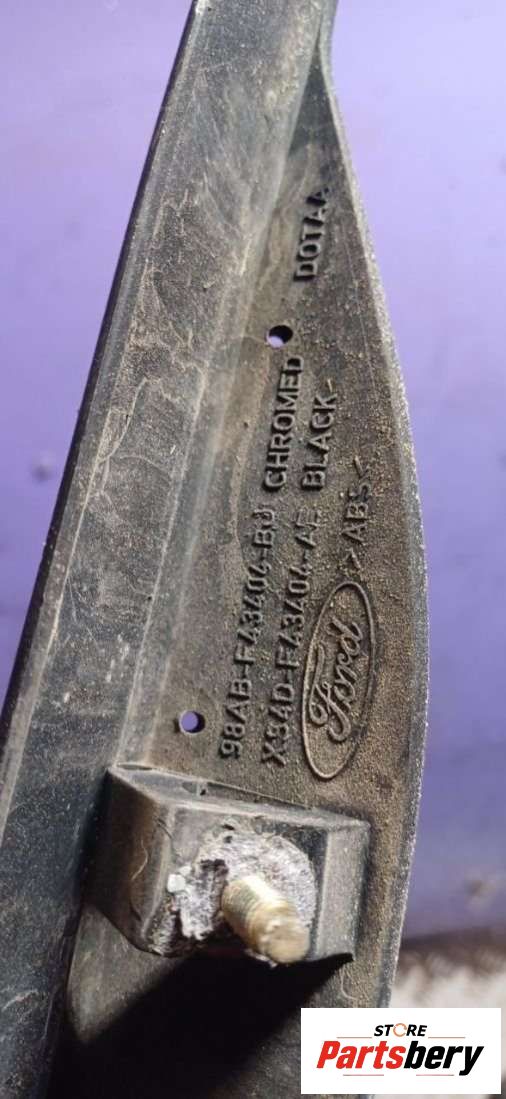 98AB-F43404-BJ CHROMED
XS4D-F43404-AE BLACK
DOTAA
>ABS<
Ford
STORE
Partsbery